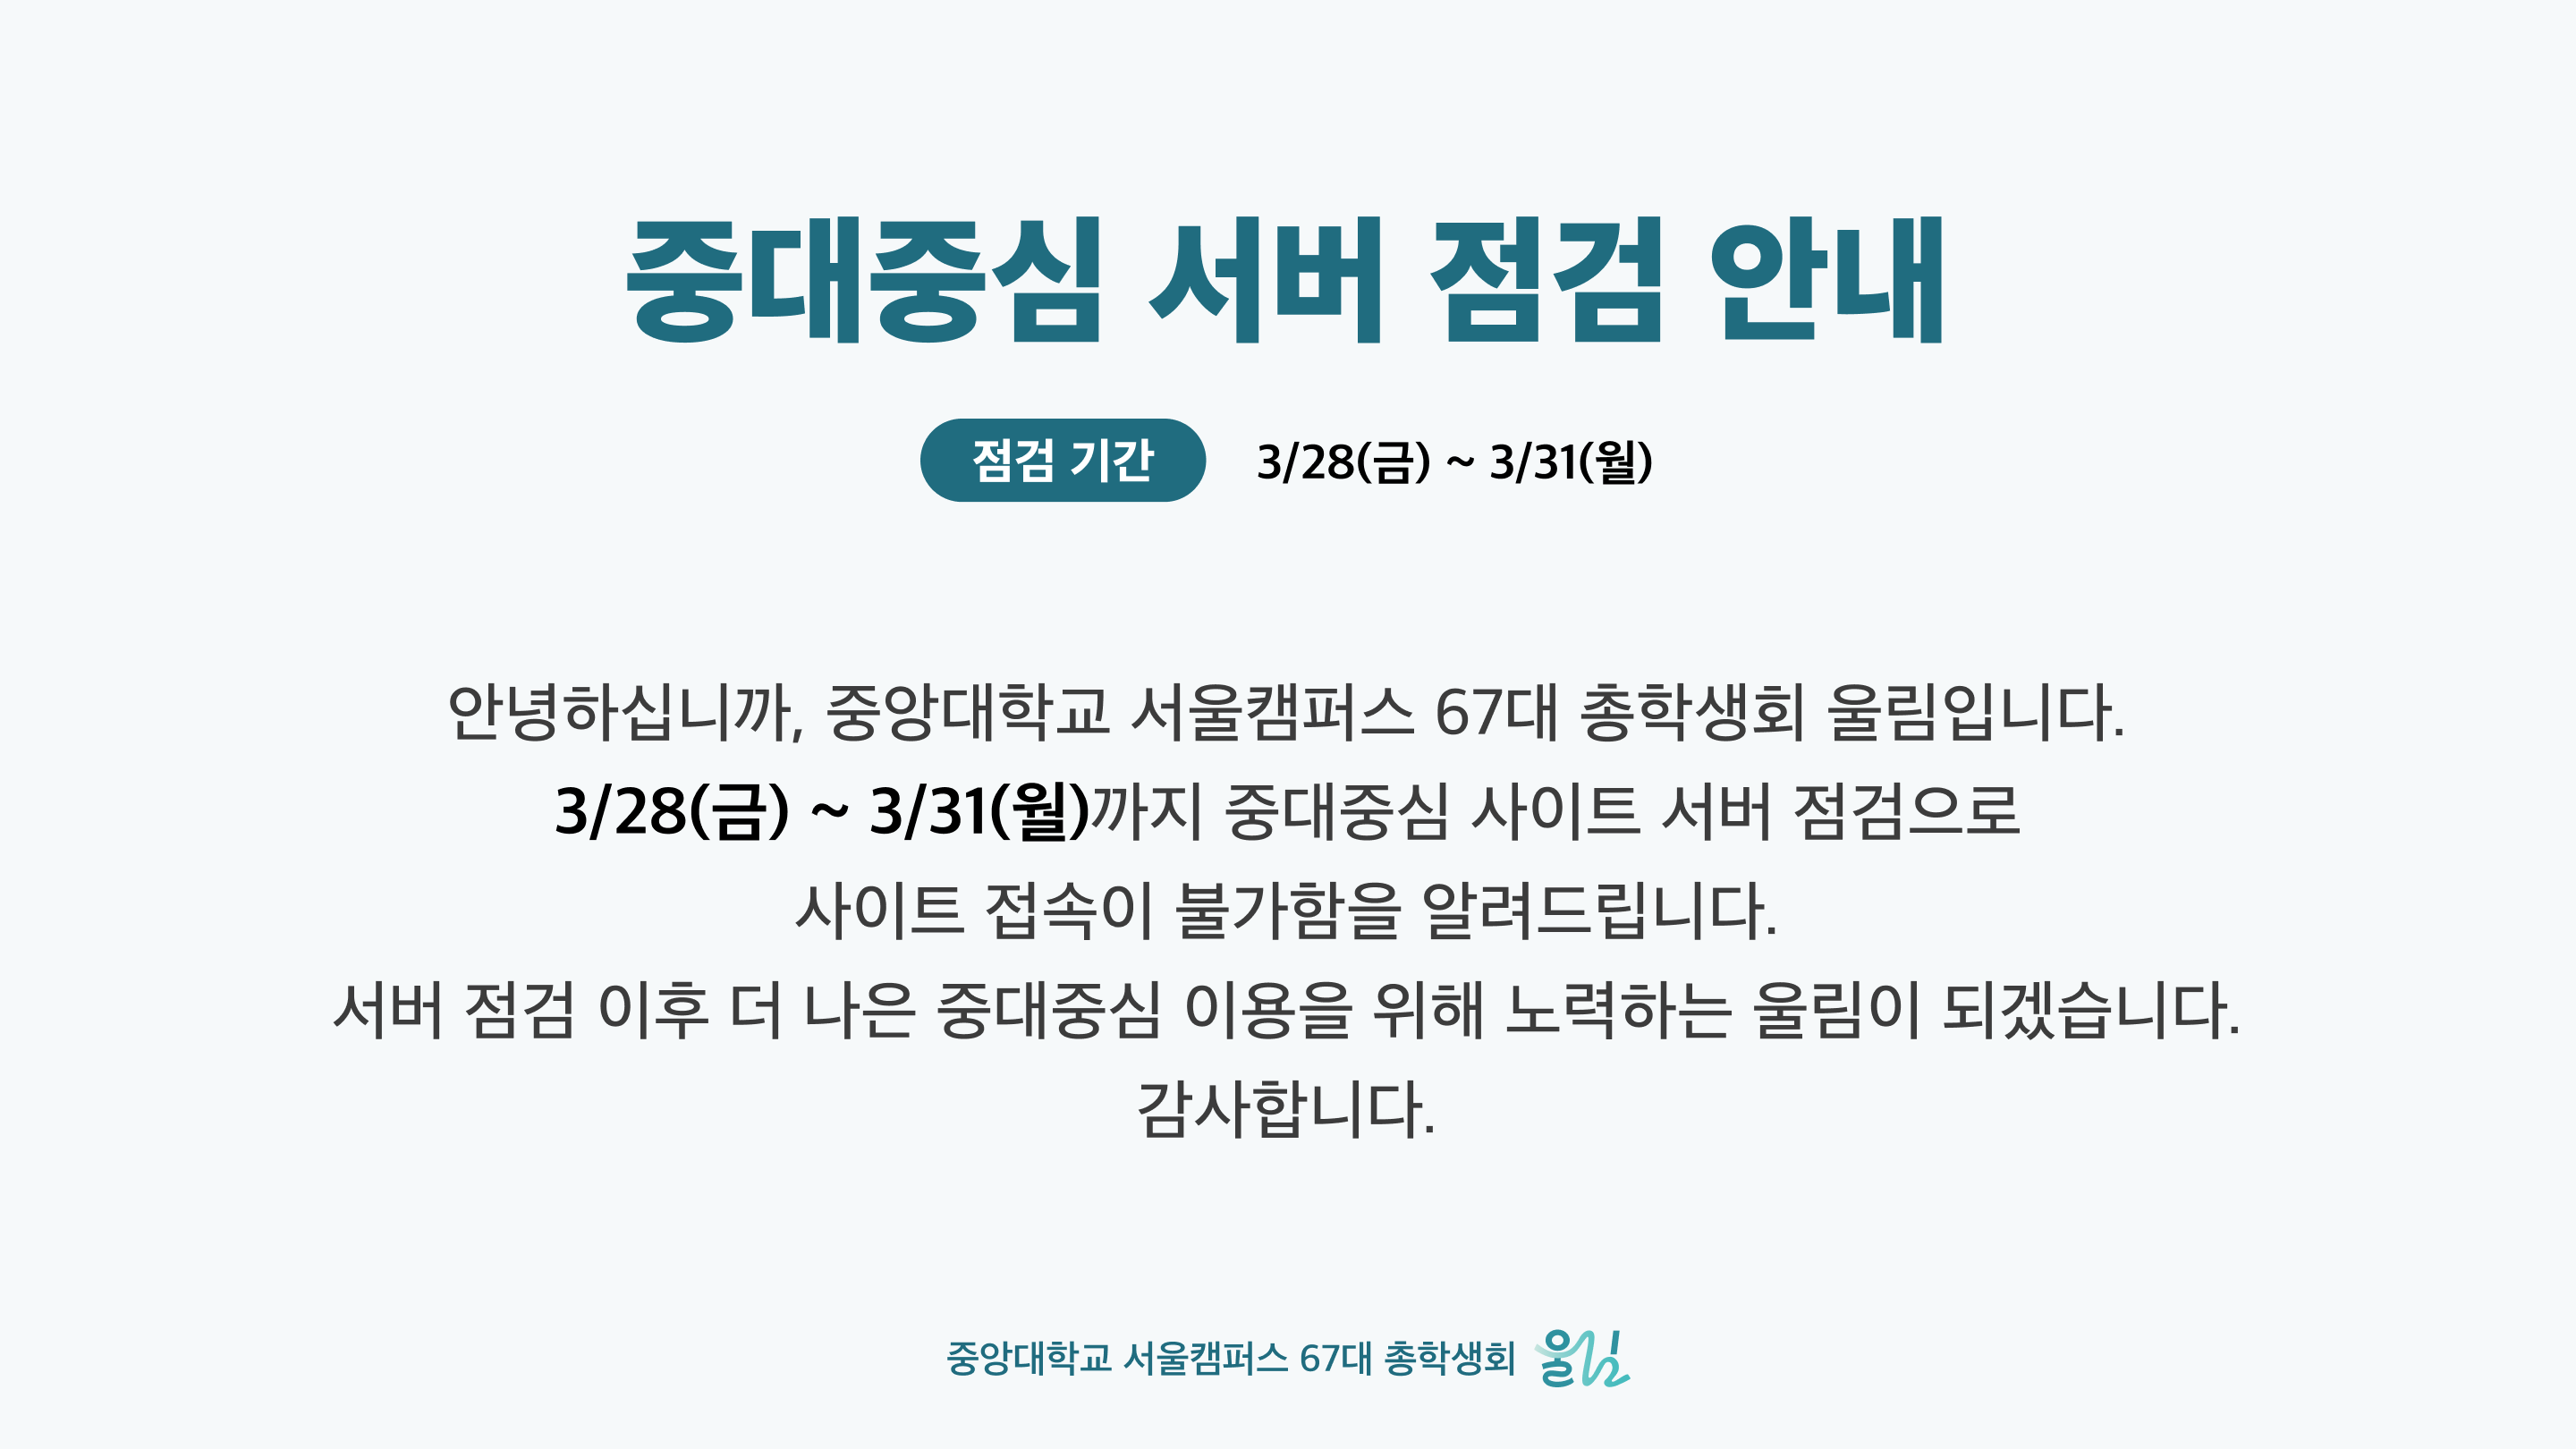 중대중심 서버 점검 안내
점검 기간 3/28(금) ~ 3/31(월)
안녕하십니까, 중앙대학교 서울캠퍼스 67대 총학생회 울림입니다.
3/28(금) ~ 3/31(월)까지 중대중심 사이트 서버 점검으로
사이트 접속이 불가함을 알려드립니다.
서버 점검 이후 더 나은 중대중심 이용을 위해 노력하는 울림이 되겠습니다.
감사합니다.
중앙대학교 서울캠퍼스 67대 총학생회 울림